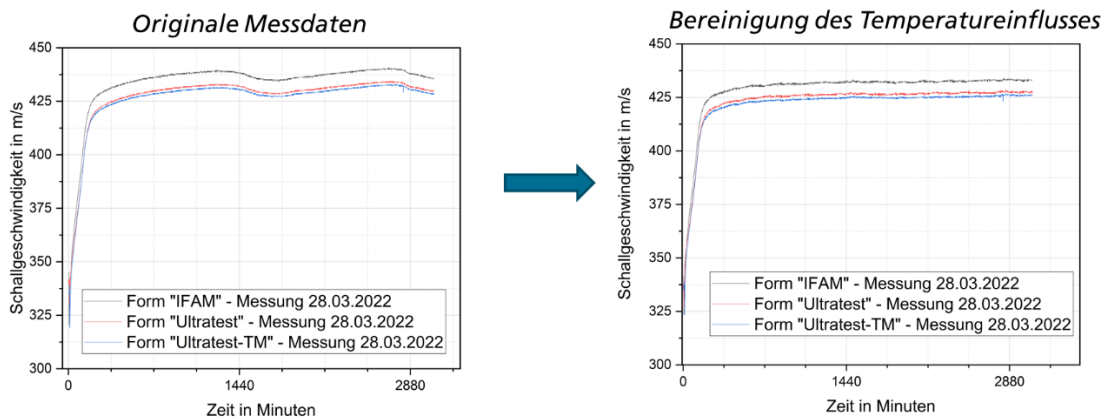 Originale Messdaten
450
425
400
375
350
325
300
Schallgeschwindigkeit in m/s
Form "IFAM" - Messung 28.03.2022
Form "Ultratest" - Messung 28.03.2022
Form "Ultratest-TM" - Messung 28.03.2022
0
1440
2880
Zeit in Minuten
Bereinigung des Temperatureinflusses
450
425
400
375
350
325
300
Schallgeschwindigkeit in m/s
Form "IFAM" - Messung 28.03.2022
Form "Ultratest" - Messung 28.03.2022
Form "Ultratest-TM" - Messung 28.03.2022
0
1440
2880
Zeit in Minuten